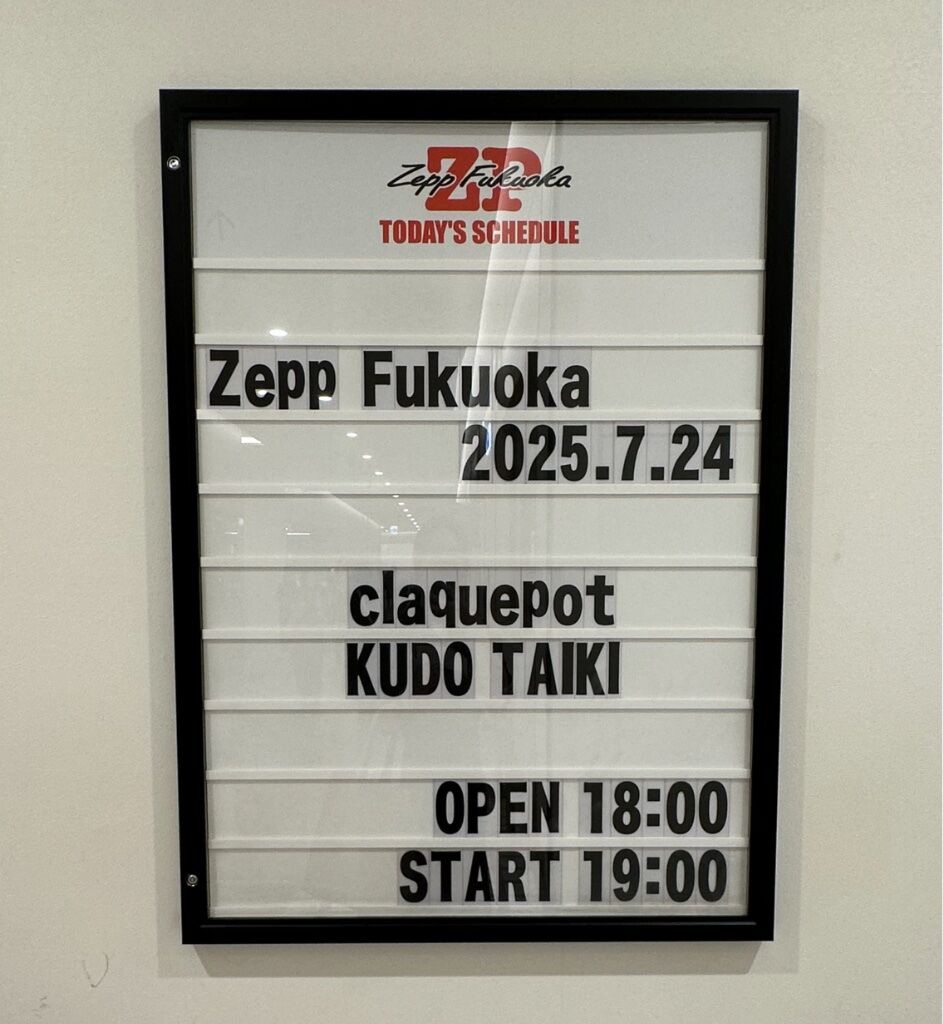 ZP
Zepp Fukuoka
TODAY'S SCHEDULE
Zepp Fukuoka
2025.7.24
claquepot
KUDO TAIKI
OPEN 18:00
START 19:00